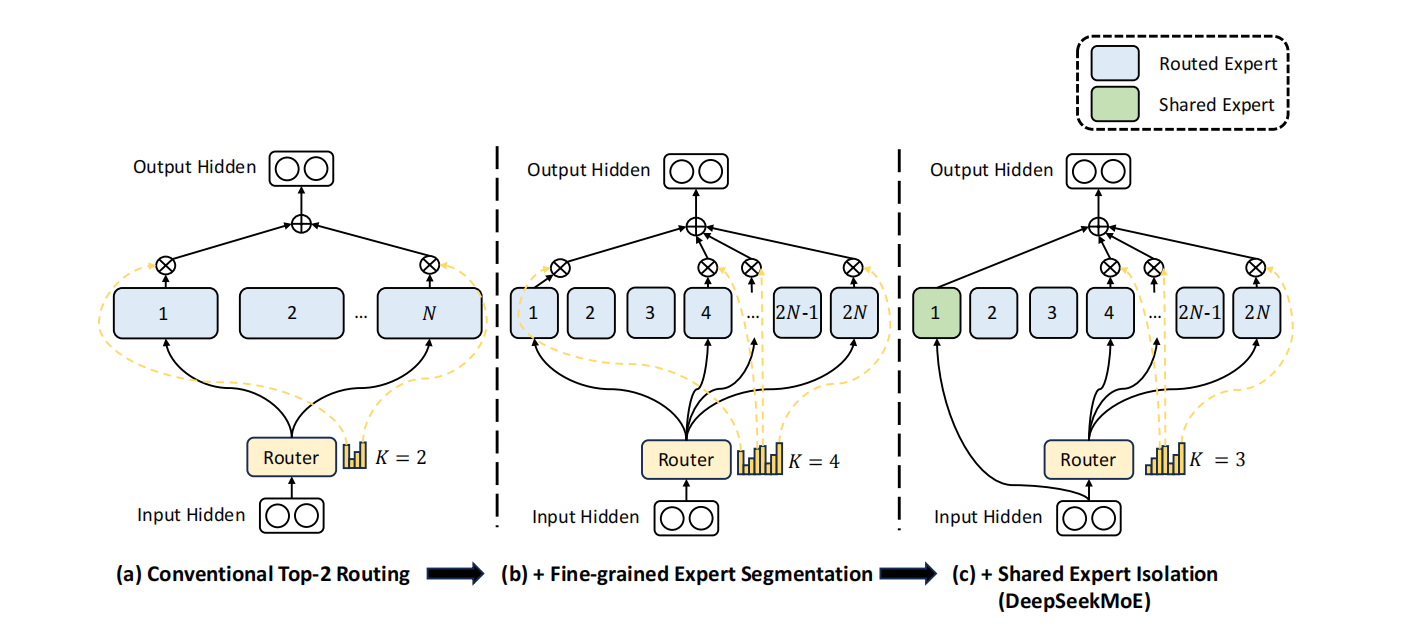 Routed Expert
Shared Expert
Output Hidden
1
2
...
N
Router
K = 2
Input Hidden
(a) Conventional Top-2 Routing
Output Hidden
1
2
3
4
...
2N-1
2N
Router
K = 4
Input Hidden
(b) + Fine-grained Expert Segmentation
Output Hidden
1
2
3
4
...
2N-1
2N
Router
K = 3
Input Hidden
(c) + Shared Expert Isolation
(DeepSeekMoE)